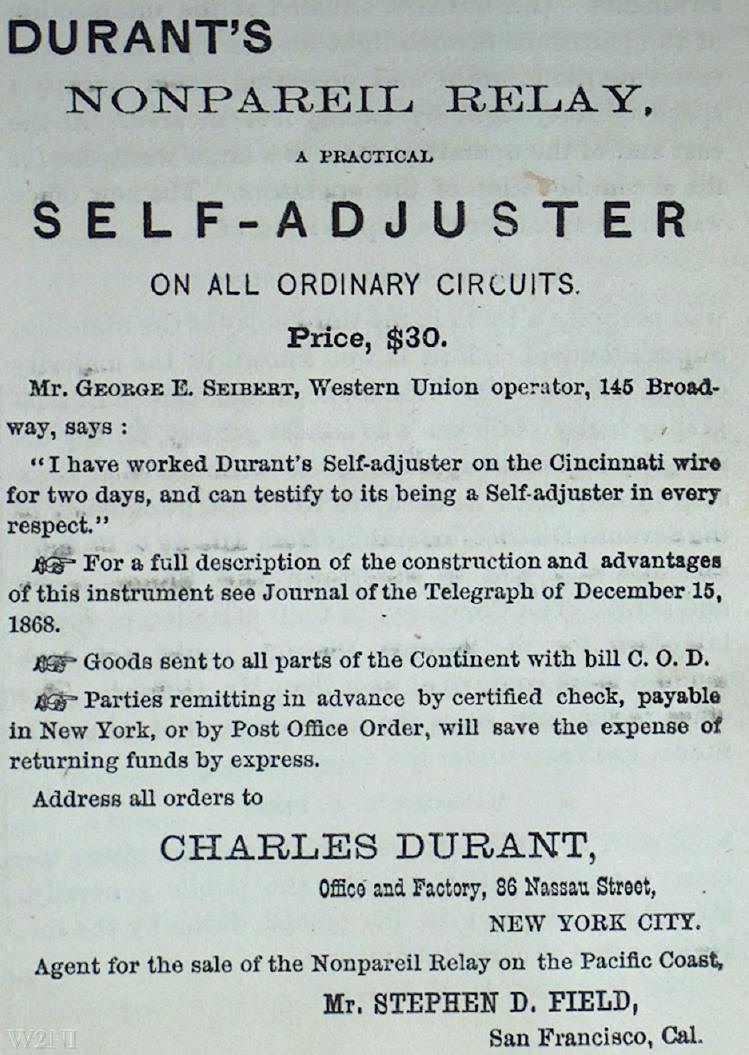 DURANT'S
NONPAREIL RELAY,
A PRACTICAL
SELF-ADJUSTER
ON ALL ORDINARY CIRCUITS.
Price, $30.
Mr. GEORGE E. SEIBERT, Western Union operator, 145 Broad-
way, says :
"I have worked Durant's Self-adjuster on the Cincinnati wire
for two days, and can testify to its being a Self-adjuster in every
respect."
☞ For a full description of the construction and advantages
of this instrument see Journal of the Telegraph of December 15,
1868.
☞ Goods sent to all parts of the Continent with bill C. O. D.
☞ Parties remitting in advance by certified check, payable
in New York, or by Post Office Order, will save the expense of
returning funds by express.
Address all orders to
CHARLES DURANT,
Office and Factory, 86 Nassau Street,
NEW YORK CITY.
Agent for the sale of the Nonpareil Relay on the Pacific Coast,
Mr. STEPHEN D. FIELD,
San Francisco, Cal.
W2NI